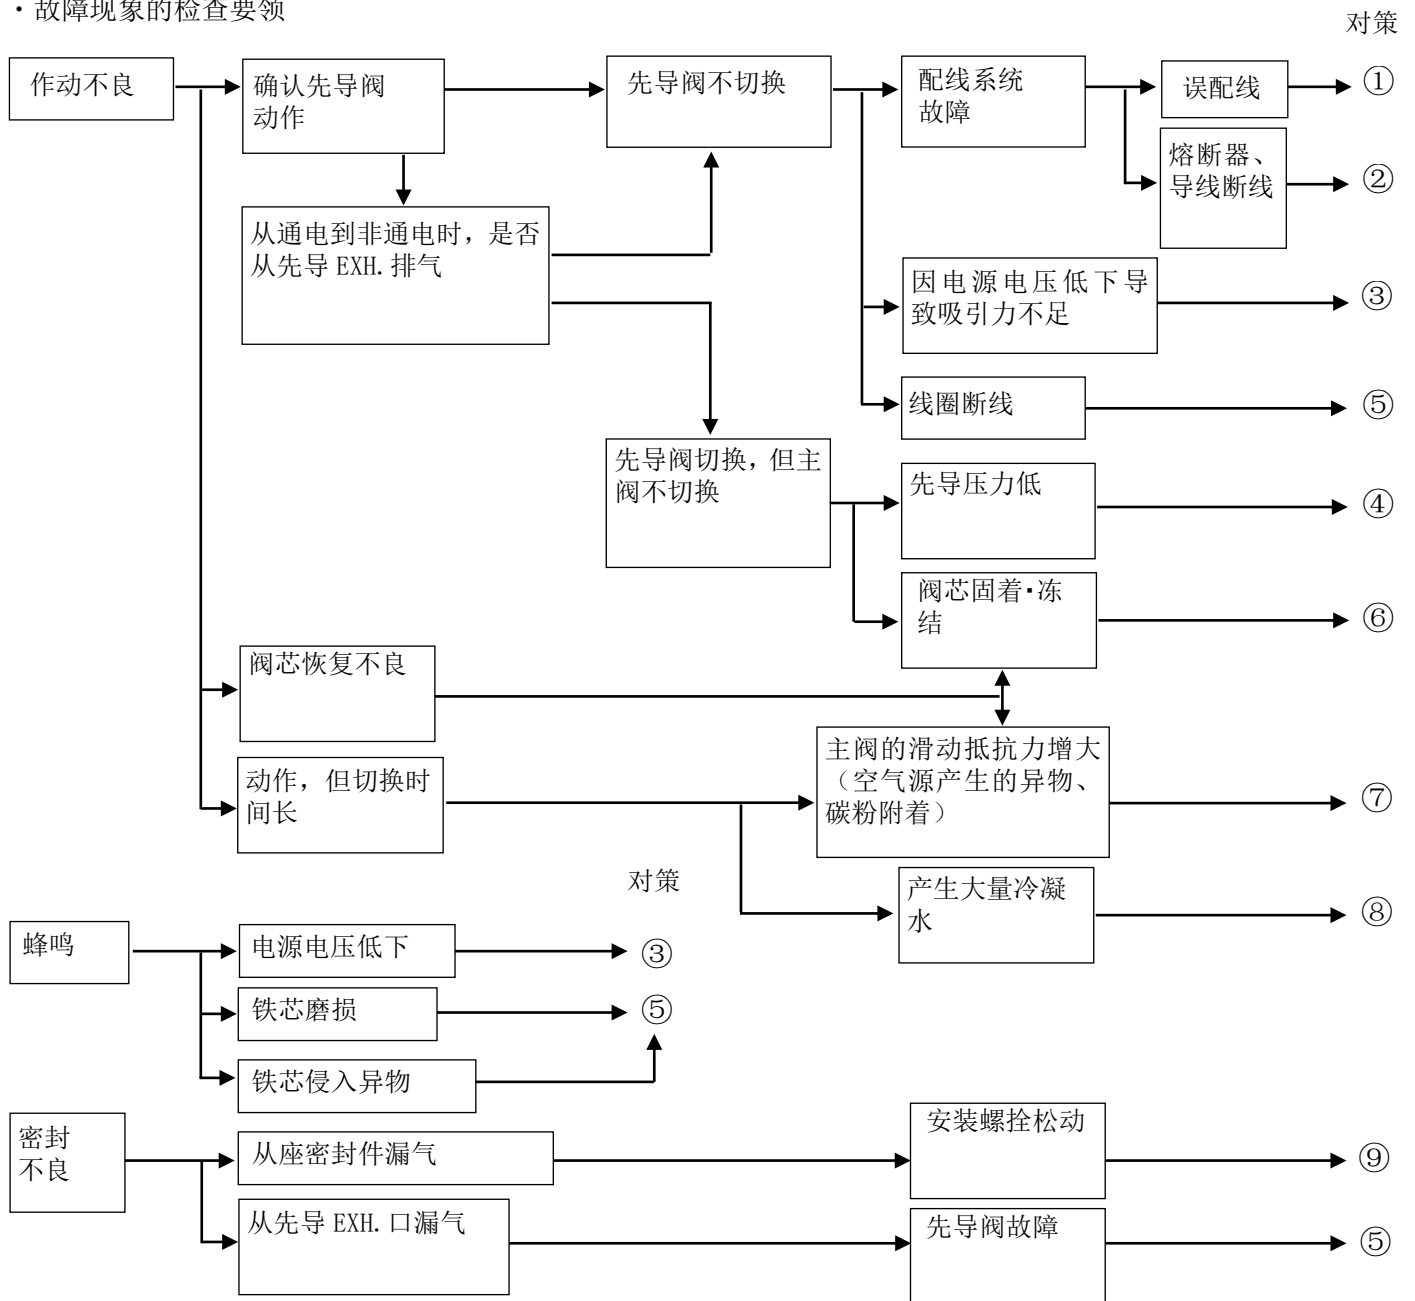 ·故障现象的检查要领
对策
作动不良
确认先导阀
动作
先导阀不切换
配线系统
故障
误配线
①
熔断器、
导线断线
②
从通电到非通电时，是否
从先导 EXH. 排气
因电源电压低下导
致吸引力不足
③
线圈断线
⑤
先导阀切换，但主
阀不切换
先导压力低
④
阀芯固着·冻
结
⑥
阀芯恢复不良
主阀的滑动抵抗力增大
（空气源产生的异物、
碳粉附着）
⑦
动作，但切换时
间长
产生大量冷凝
水
⑧
对策
蜂鸣
电源电压低下
③
铁芯磨损
⑤
铁芯侵入异物
密封
不良
从座密封件漏气
安装螺拴松动
⑨
从先导 EXH. 口漏气
先导阀故障
⑤